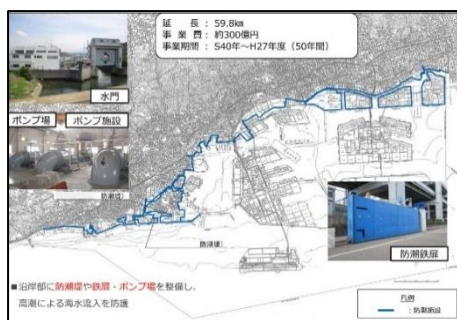 延　長：59.8km
事　業　費：約300億円
事業期間：S40年～H27年度（50年間）
水門
ポンプ場
ポンプ施設
防潮堤
防潮堤
防潮鉄扉
■沿岸部に防潮堤や鉄扉・ポンプ場を整備し、
高潮による海水流入を防護
凡例
：防潮施設